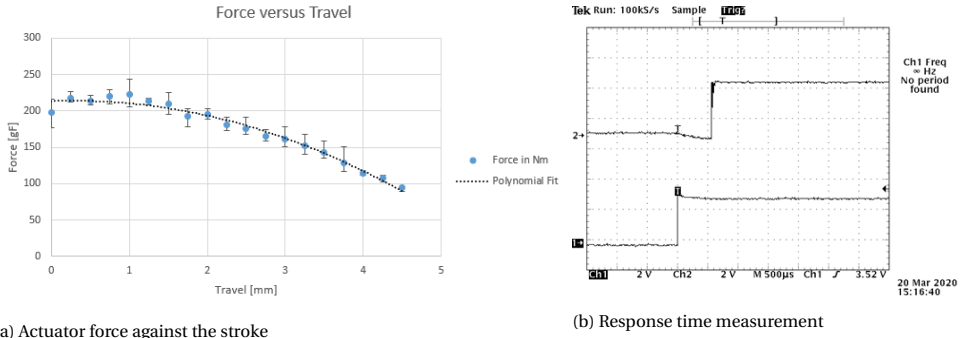 Force versus Travel
300
250
200
150
100
50
0
Force [gF]
0 1 2 3 4 5
Travel [mm]
Force in Nm
Polynomial Fit
a) Actuator force against the stroke
Tek Run: 100kS/s Sample Trig?
[ T ]
Ch1 Freq
∞ Hz
No period
found
T
2→
T
1→
Ch1 2 V Ch2 2 V M 500µs Ch1 3.52 V
20 Mar 2020
15:16:40
(b) Response time measurement